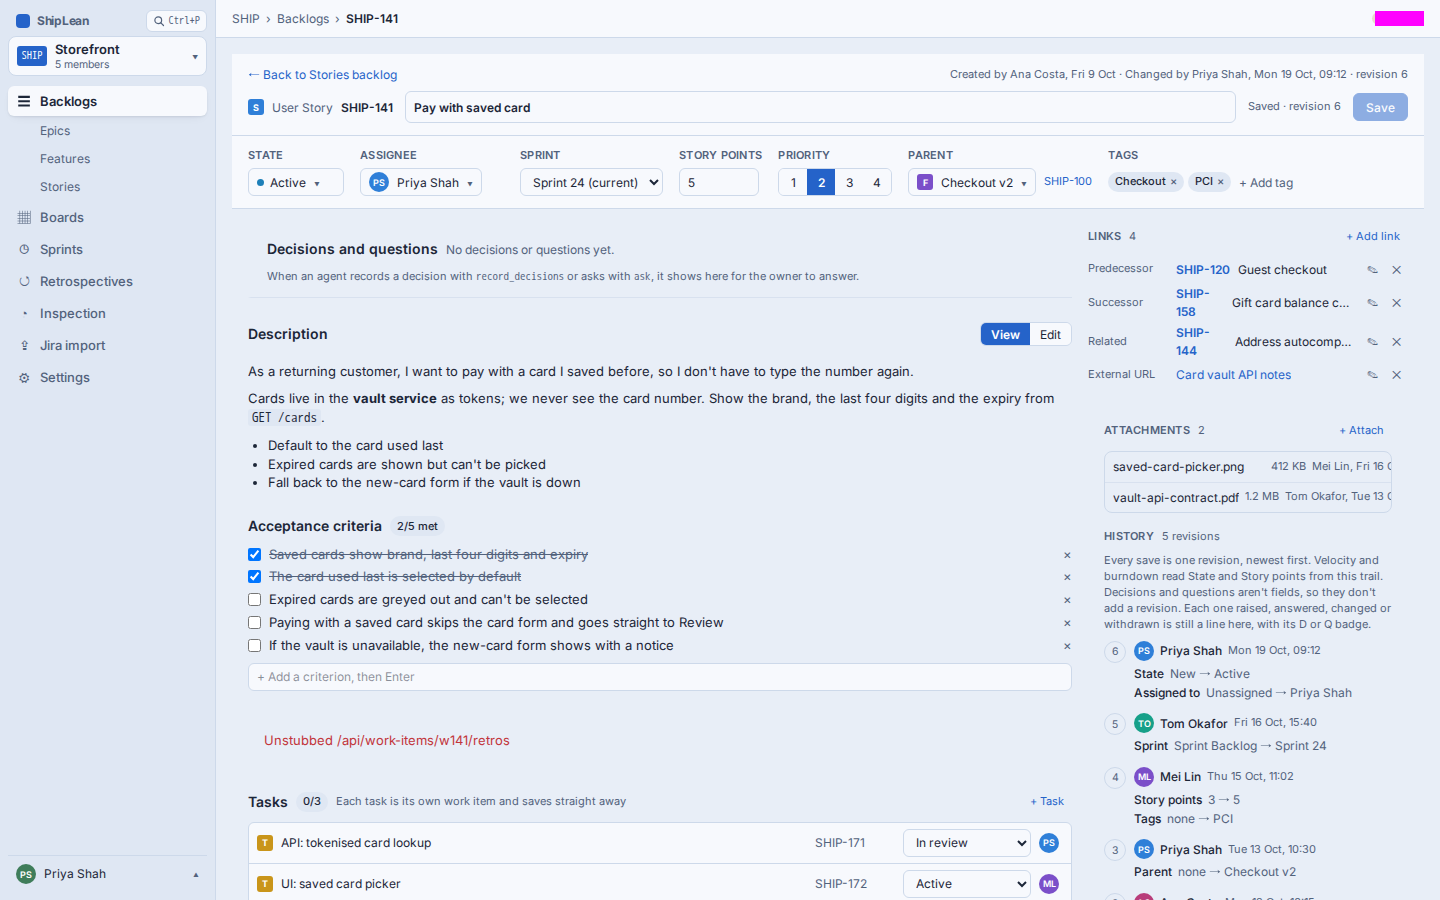 ShipLean
Ctrl+P
SHIP
Storefront
5 members
Backlogs
Epics
Features
Stories
Boards
Sprints
Retrospectives
Inspection
Jira import
Settings
PS Priya Shah
SHIP › Backlogs › SHIP-141
← Back to Stories backlog
Created by Ana Costa, Fri 9 Oct · Changed by Priya Shah, Mon 19 Oct, 09:12 · revision 6
S User Story SHIP-141 Pay with saved card
Saved · revision 6 Save
STATE ASSIGNEE SPRINT STORY POINTS PRIORITY PARENT TAGS
Active PS Priya Shah Sprint 24 (current) 5 1 2 3 4 F Checkout v2 SHIP-100 Checkout × PCI × + Add tag
Decisions and questions No decisions or questions yet.
When an agent records a decision with record_decisions or asks with ask, it shows here for the owner to answer.
Description
View Edit
As a returning customer, I want to pay with a card I saved before, so I don't have to type the number again.
Cards live in the vault service as tokens; we never see the card number. Show the brand, the last four digits and the expiry from
GET /cards .
• Default to the card used last
• Expired cards are shown but can't be picked
• Fall back to the new-card form if the vault is down
Acceptance criteria 2/5 met
Saved cards show brand, last four digits and expiry ×
The card used last is selected by default ×
Expired cards are greyed out and can't be selected ×
Paying with a saved card skips the card form and goes straight to Review ×
If the vault is unavailable, the new-card form shows with a notice ×
+ Add a criterion, then Enter
Unstubbed /api/work-items/w141/retros
Tasks 0/3 Each task is its own work item and saves straight away + Task
T API: tokenised card lookup SHIP-171 In review PS
T UI: saved card picker SHIP-172 Active ML
LINKS 4 + Add link
Predecessor SHIP-120 Guest checkout
Successor SHIP-
158 Gift card balance c...
Related SHIP-
144 Address autocomp...
External URL Card vault API notes
ATTACHMENTS 2 + Attach
saved-card-picker.png 412 KB Mei Lin, Fri 16
vault-api-contract.pdf 1.2 MB Tom Okafor, Tue 13
HISTORY 5 revisions
Every save is one revision, newest first. Velocity and
burndown read State and Story points from this trail.
Decisions and questions aren't fields, so they don't
add a revision. Each one raised, answered, changed or
withdrawn is still a line here, with its D or Q badge.
6 PS Priya Shah Mon 19 Oct, 09:12
State New → Active
Assigned to Unassigned → Priya Shah
5 TO Tom Okafor Fri 16 Oct, 15:40
Sprint Sprint Backlog → Sprint 24
4 ML Mei Lin Thu 15 Oct, 11:02
Story points 3 → 5
Tags none → PCI
3 PS Priya Shah Tue 13 Oct, 10:30
Parent none → Checkout v2